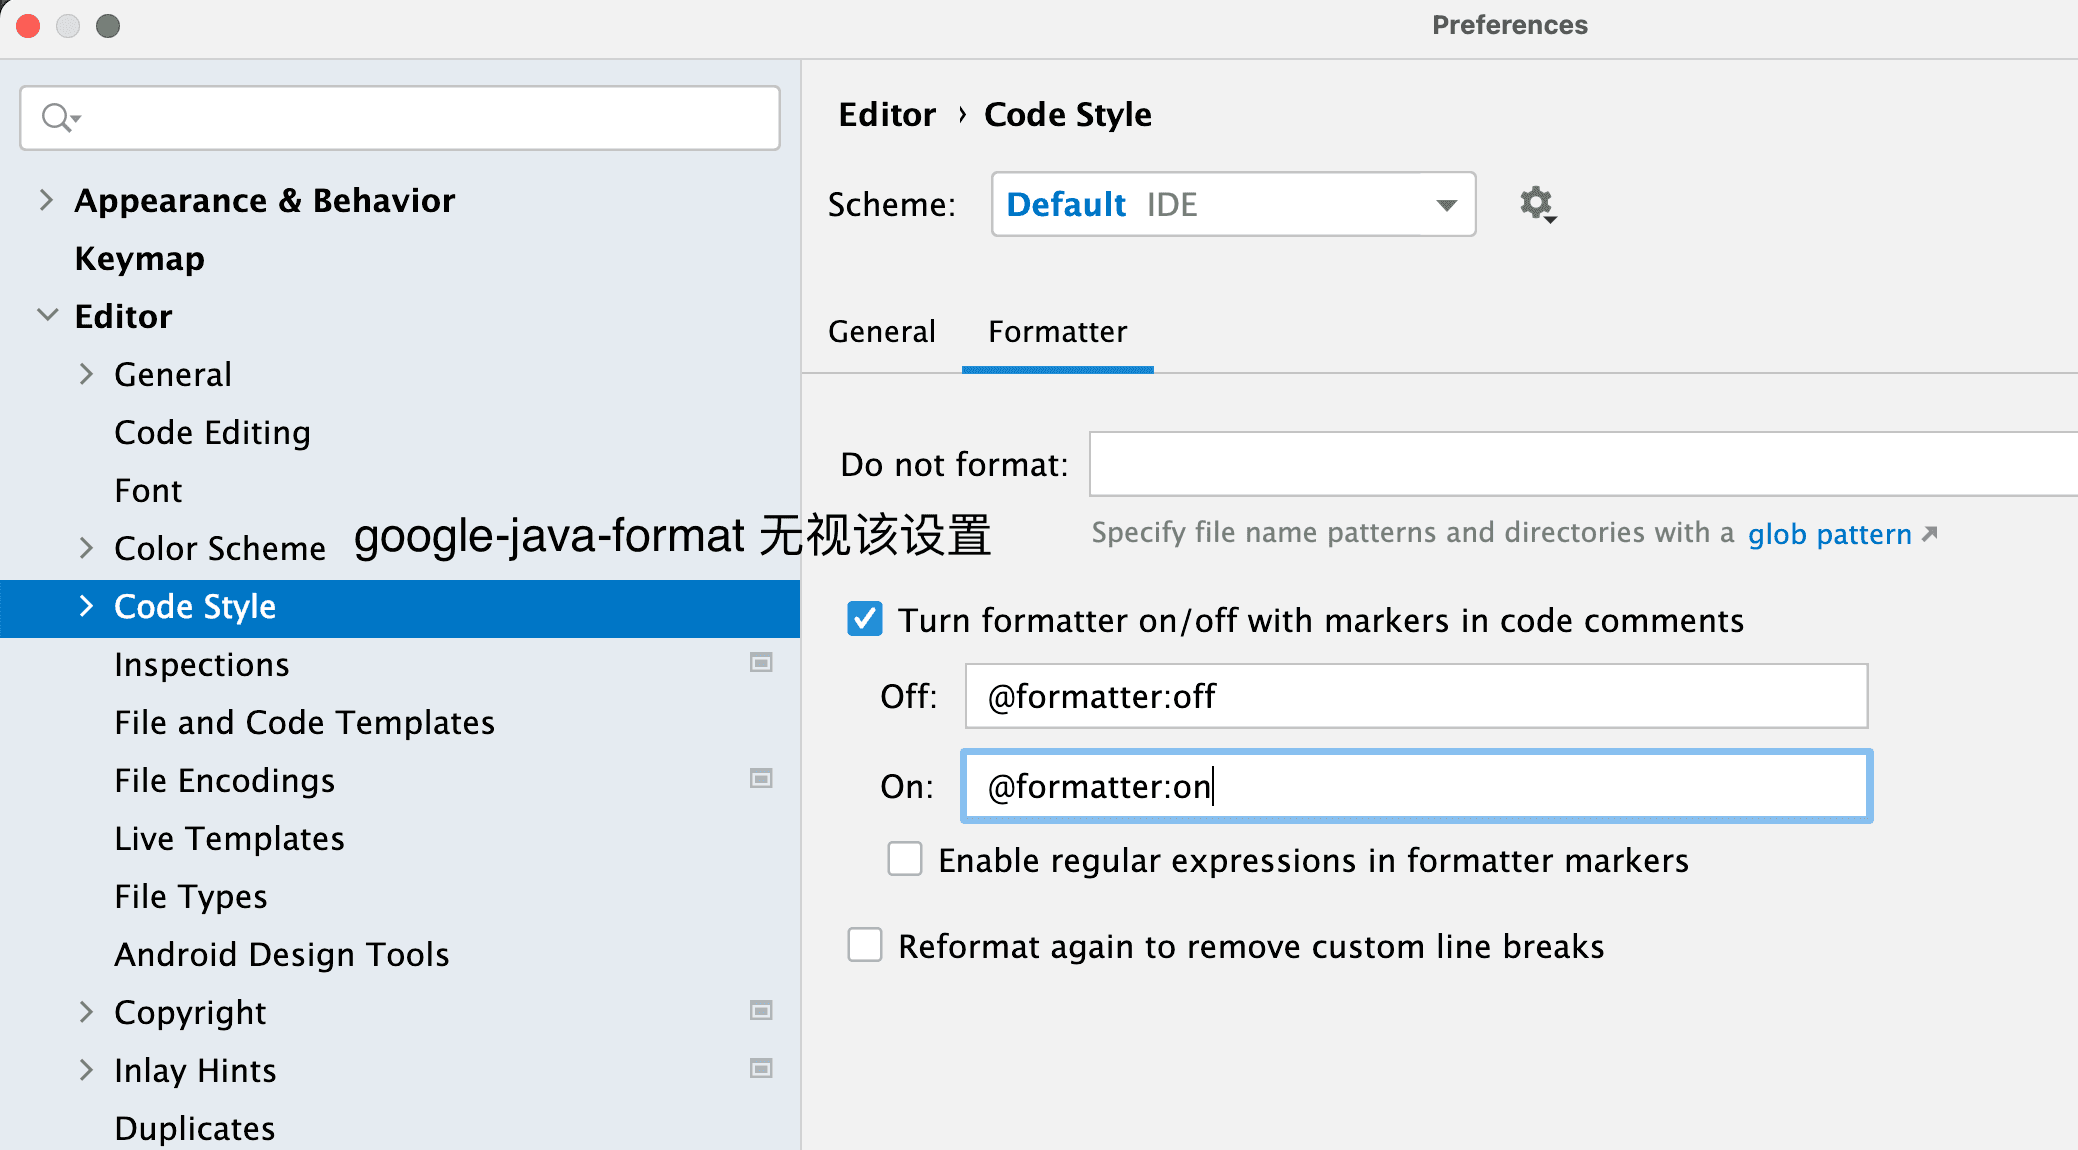 Preferences
Appearance & Behavior
Keymap
Editor
General
Code Editing
Font
Color Scheme
Code Style
Inspections
File and Code Templates
File Encodings
Live Templates
File Types
Android Design Tools
Copyright
Inlay Hints
Duplicates
google-java-format 无视该设置
Editor › Code Style
Scheme: Default IDE
General Formatter
Do not format:
Specify file name patterns and directories with a glob pattern ↗
Turn formatter on/off with markers in code comments
Off: @formatter:off
On: @formatter:on
Enable regular expressions in formatter markers
Reformat again to remove custom line breaks